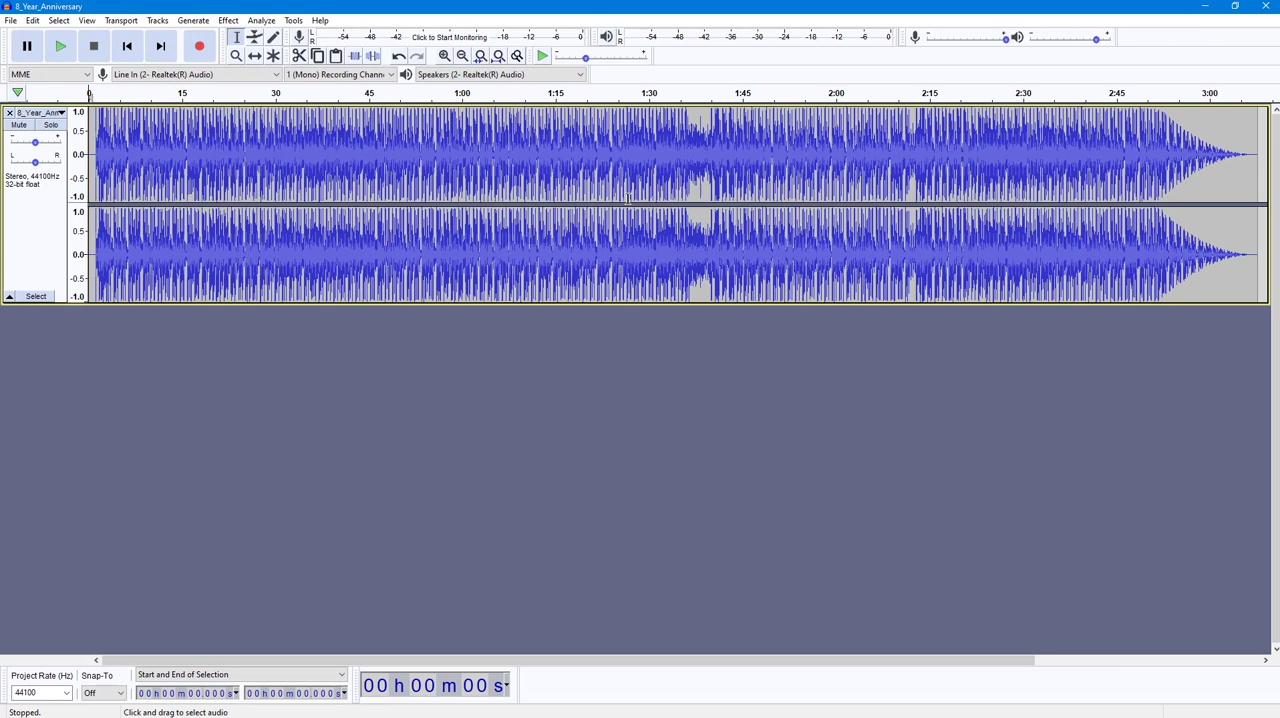 8_Year_Anniversary
File Edit Select View Transport Tracks Generate Effect Analyze Tools Help
L R -54 -48 -42 Click to Start Monitoring -18 -12 -6 0 L R -54 -48 -42 -36 -30 -24 -18 -12 -6 0
MME Line In (2- Realtek(R) Audio) 1 (Mono) Recording Chann Speakers (2- Realtek(R) Audio)
0 15 30 45 1:00 1:15 1:30 1:45 2:00 2:15 2:30 2:45 3:00
8_Year_Ann 1.0
Mute Solo 0.5
L R 0.0
Stereo, 44100Hz -0.5
32-bit float
-1.0
1.0
0.5
0.0
-0.5
Select -1.0
Project Rate (Hz) Snap-To Start and End of Selection
44100 Off 00 h 00 m 00.000 s 00 h 00 m 00.000 s 00 h 00 m 00 s
Stopped. Click and drag to select audio